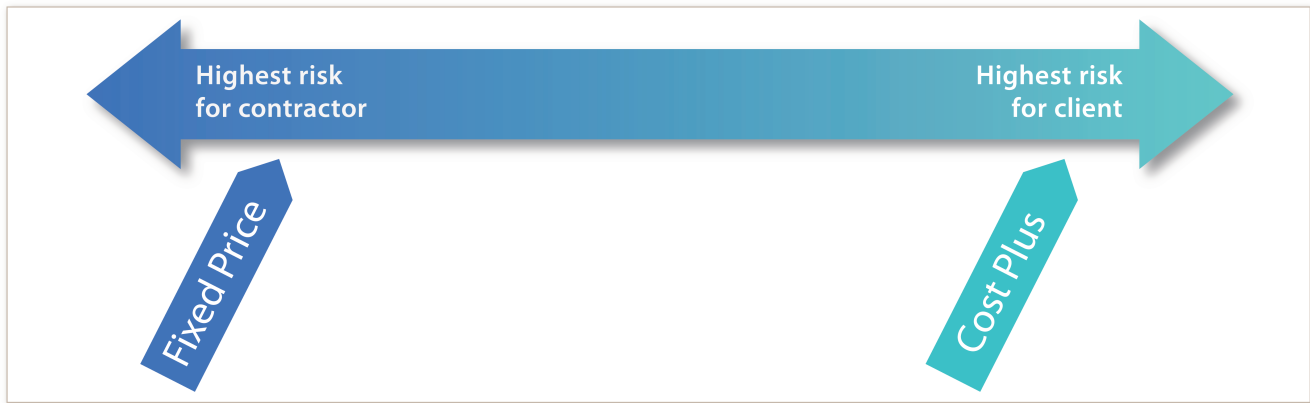 Highest risk
for contractor
Highest risk
for client
Fixed Price
Cost Plus